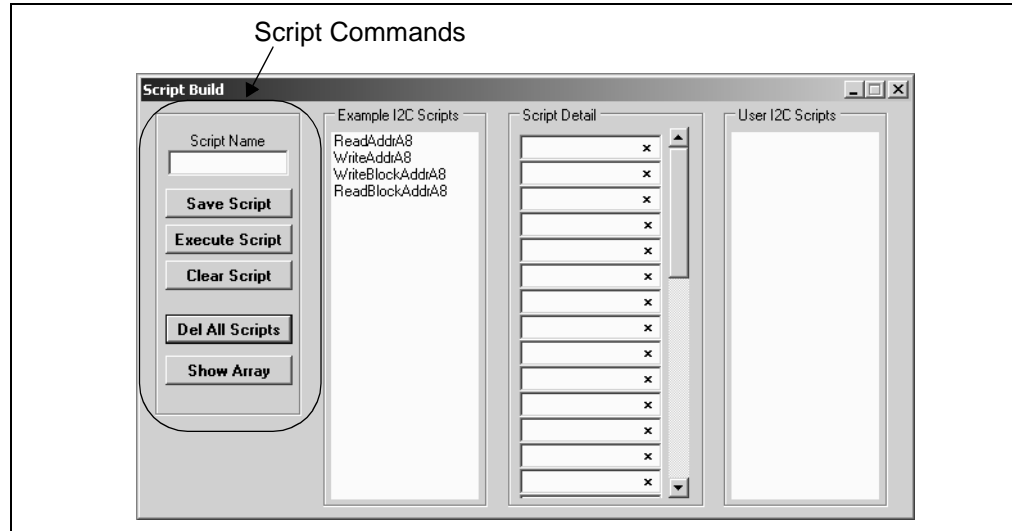 Script Commands
Script Build
Script Name
Save Script
Execute Script
Clear Script
Del All Scripts
Show Array
Example I2C Scripts
ReadAddrA8
WriteAddrA8
WriteBlockAddrA8
ReadBlockAddrA8
Script Detail
x
x
x
x
x
x
x
x
x
x
x
x
x
x
User I2C Scripts